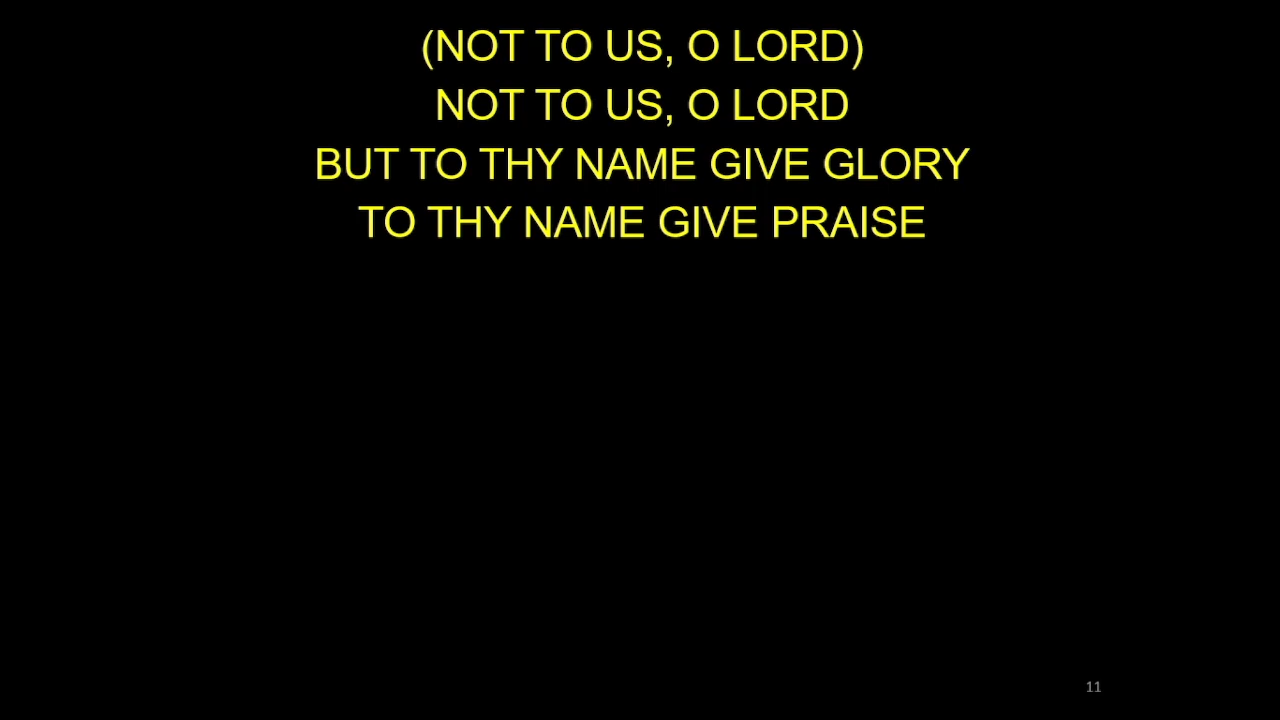 (NOT TO US, O LORD)
NOT TO US, O LORD
BUT TO THY NAME GIVE GLORY
TO THY NAME GIVE PRAISE
11